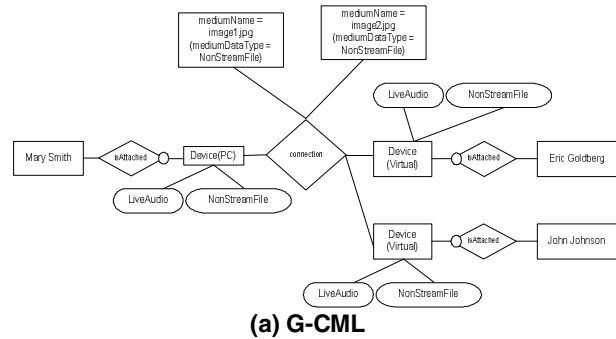 mediumName =
image1.jpg
(mediumDataType =
NonStreamFile)
mediumName =
image2.jpg
(mediumDataType =
NonStreamFile)
LiveAudio
NonStreamFile
Mary Smith
isAttached
Device(PC)
connection
Device
(Virtual)
isAttached
Eric Goldberg
LiveAudio
NonStreamFile
Device
(Virtual)
isAttached
John Johnson
LiveAudio
NonStreamFile
(a) G-CML